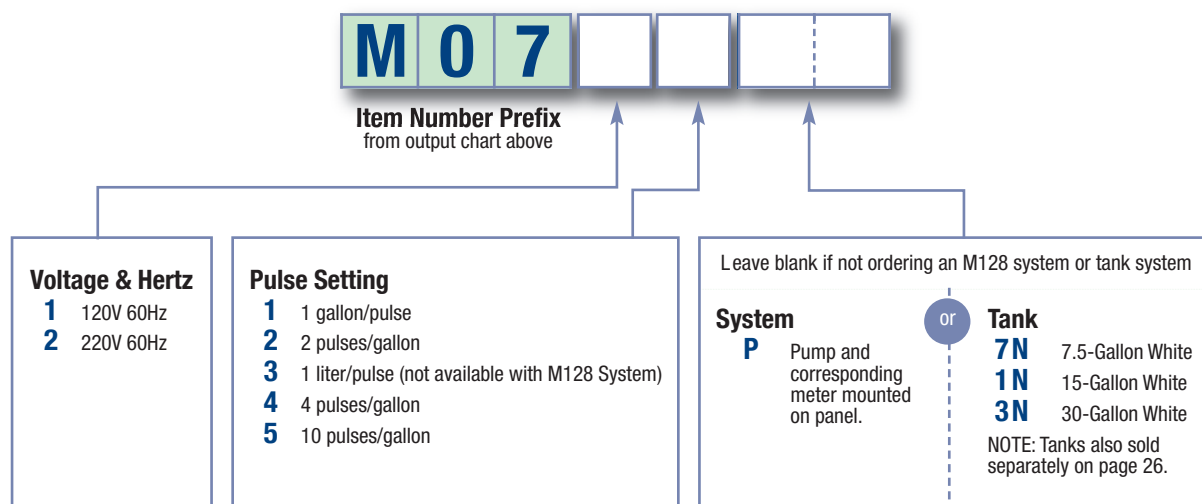 M07
Item Number Prefix
from output chart above
Voltage & Hertz
1 120V 60Hz
2 220V 60Hz
Pulse Setting
1 1 gallon/pulse
2 2 pulses/gallon
3 1 liter/pulse (not available with M128 System)
4 4 pulses/gallon
5 10 pulses/gallon
Leave blank if not ordering an M128 system or tank system
System
P Pump and
corresponding
meter mounted
on panel.
or
Tank
7N 7.5-Gallon White
1N 15-Gallon White
3N 30-Gallon White
NOTE: Tanks also sold
separately on page 26.